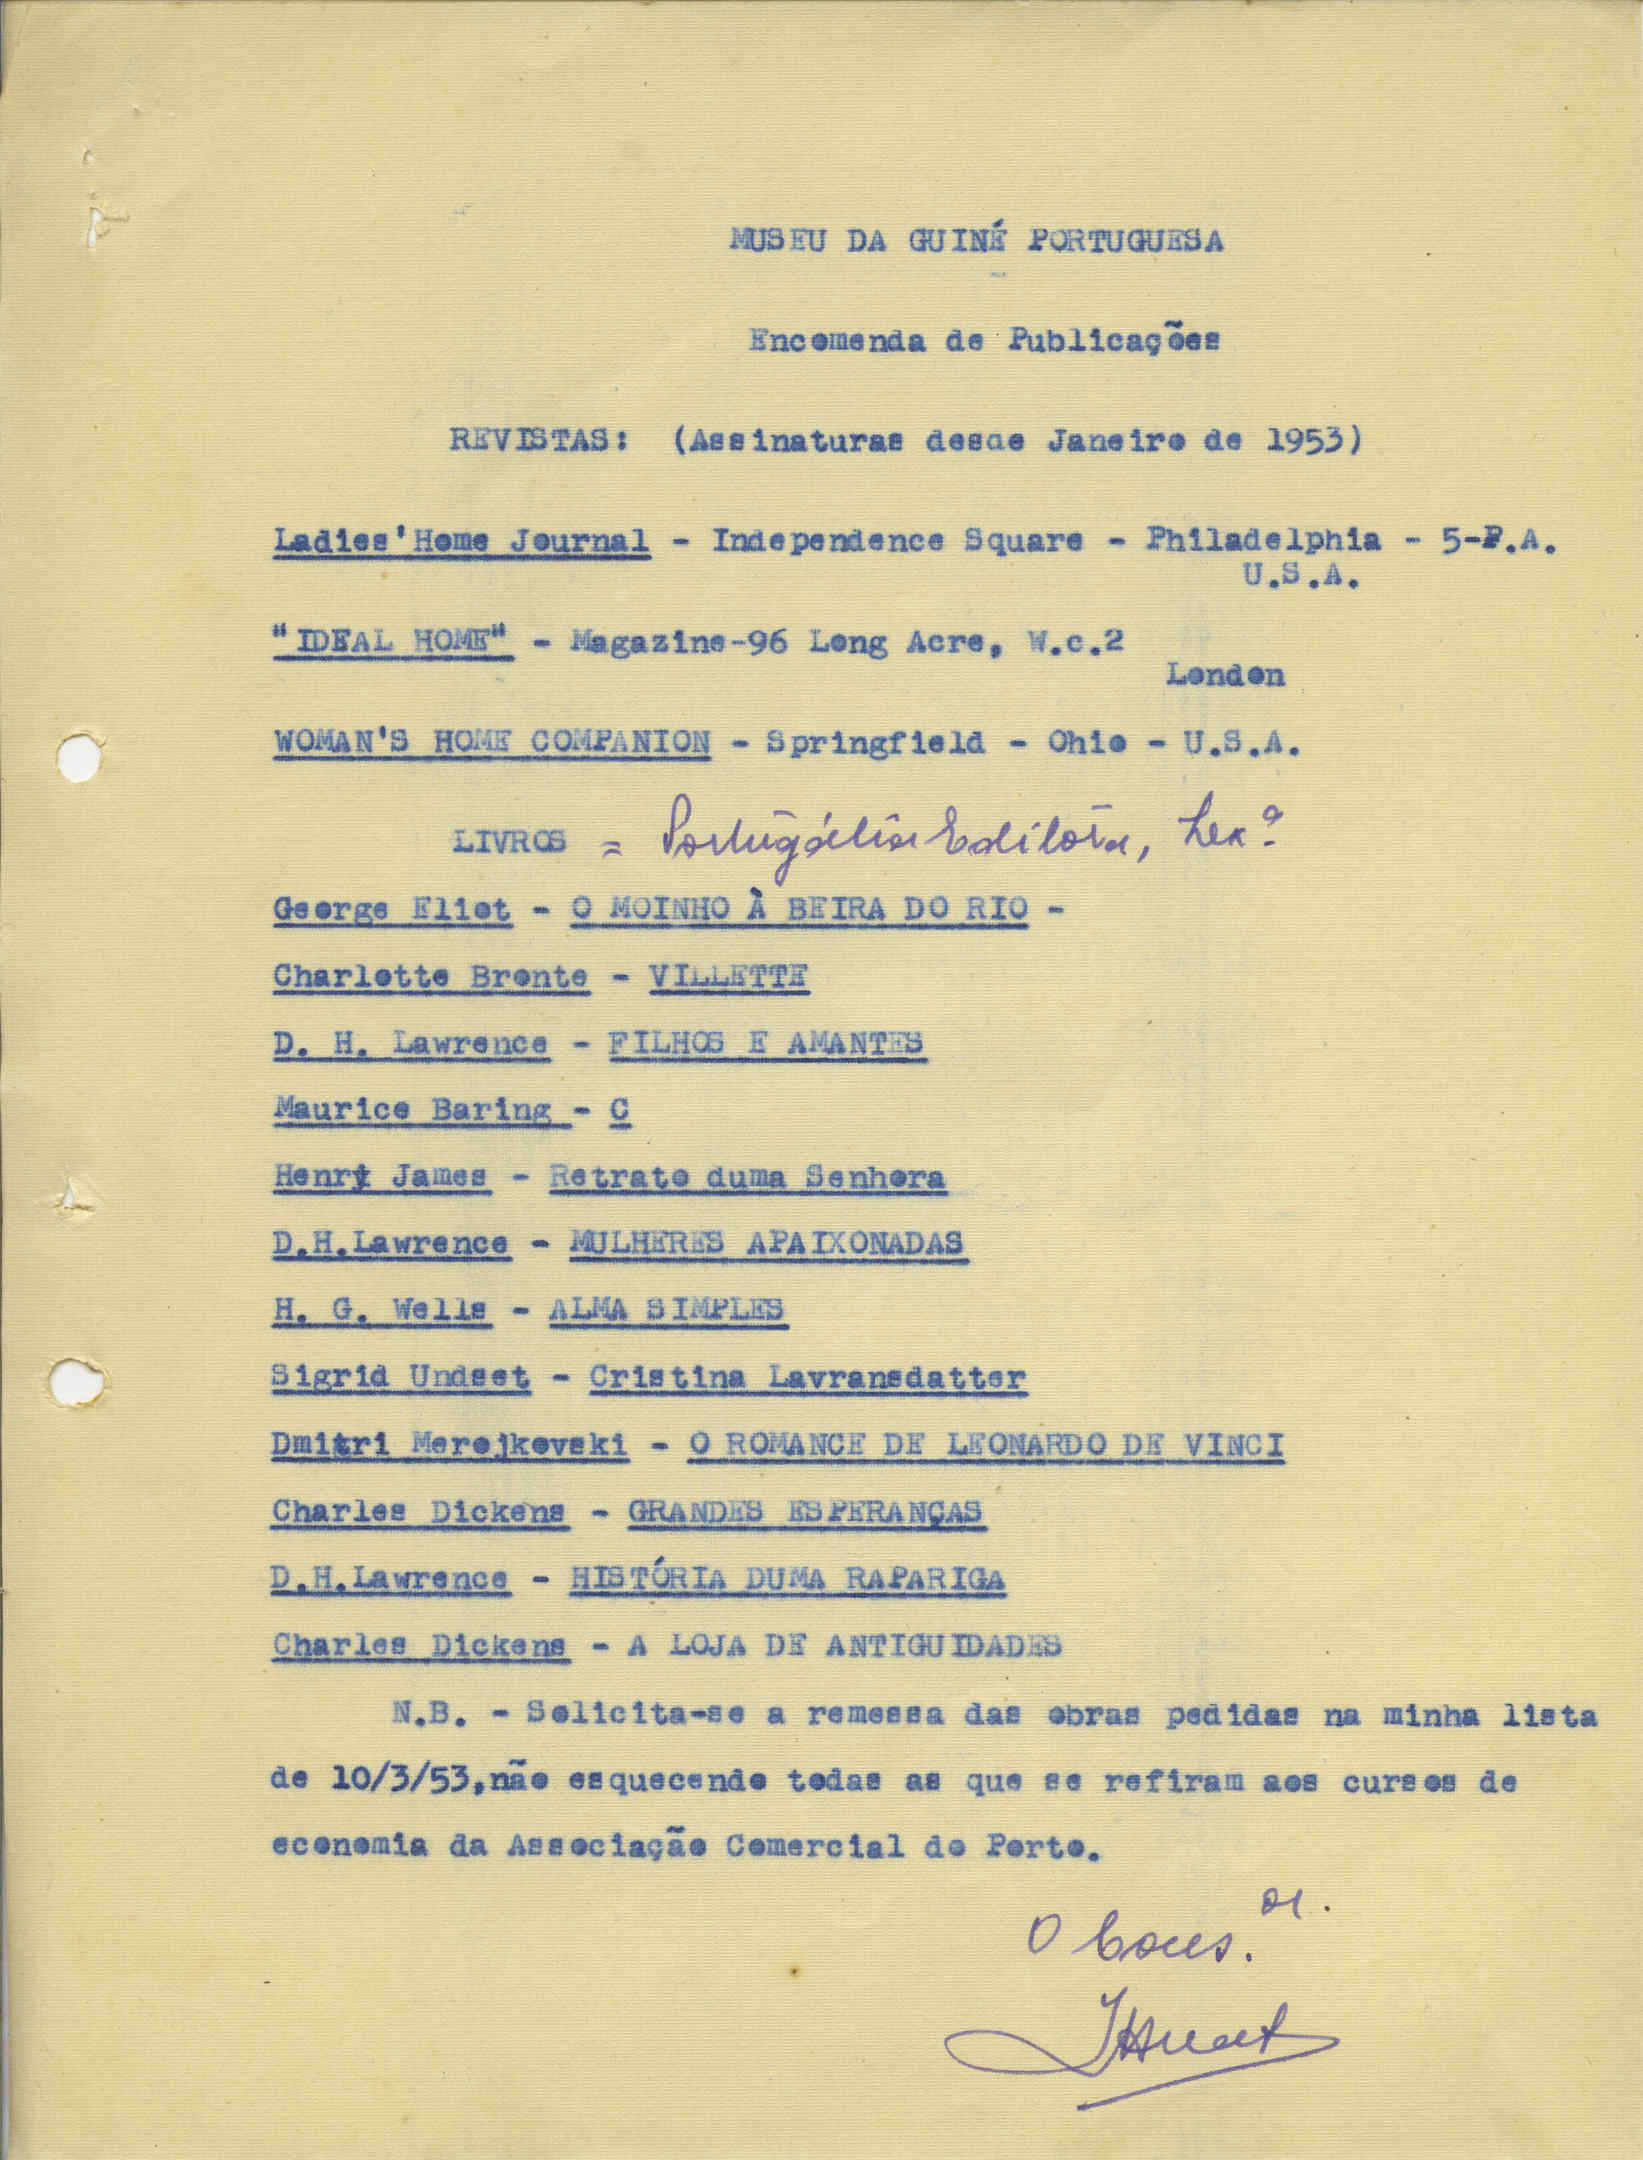 MUSEU DA GUINÉ PORTUGUESA
Encomenda de Publicações
REVISTAS: (Assinaturas desde Janeiro de 1953)
Ladies'Home Journal - Independence Square - Philadelphia - 5-P.A.
U.S.A.
"IDEAL HOME" - Magazine-96 Long Acre, W.c.2
London
WOMAN'S HOME COMPANION - Springfield - Ohio - U.S.A.
LIVROS = Portugália Editora, Lxª
George Eliot - O MOINHO À BEIRA DO RIO -
Charlotte Bronte - VILLETTE
D. H. Lawrence - FILHOS E AMANTES
Maurice Baring - C
Henry James - Retrato duma Senhora
D.H.Lawrence - MULHERES APAIXONADAS
H. G. Wells - ALMA SIMPLES
Sigrid Undset - Cristina Lavransdatter
Dmitri Merejkovski - O ROMANCE DE LEONARDO DE VINCI
Charles Dickens - GRANDES ESPERANÇAS
D.H.Lawrence - HISTÓRIA DUMA RAPARIGA
Charles Dickens - A LOJA DE ANTIGUIDADES
N.B. - Solicita-se a remessa das obras pedidas na minha lista
de 10/3/53,não esquecendo todas as que se refiram aos cursos de
economia da Associação Comercial do Porto.
O Cons.or.